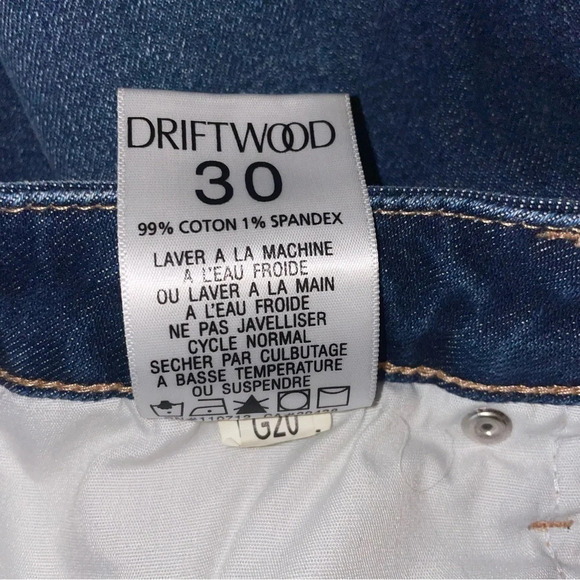 DRIFTWOOD
30
99% COTON 1% SPANDEX
LAVER A LA MACHINE
A L'EAU FROIDE
OU LAVER A LA MAIN
A L'EAU FROIDE
NE PAS JAVELLISER
CYCLE NORMAL
SECHER PAR CULBUTAGE
A BASSE TEMPERATURE
OU SUSPENDRE
G20